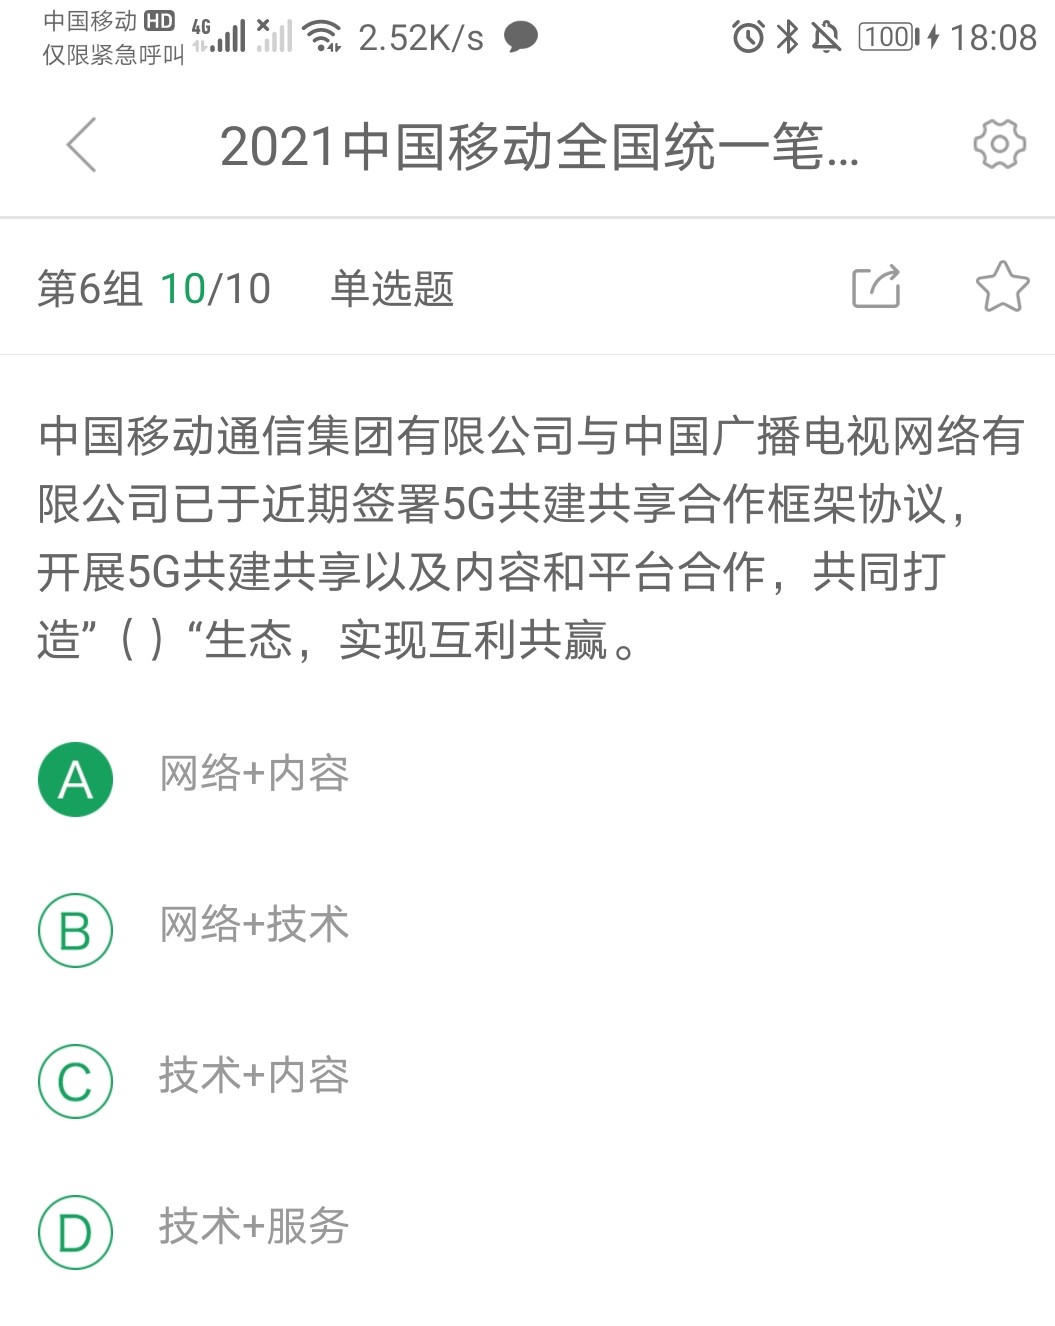 中国移动 HD 4G 2.52K/s 100 18:08
仅限紧急呼叫
2021中国移动全国统一笔...
第6组 10/10 单选题
中国移动通信集团有限公司与中国广播电视网络有
限公司已于近期签署5G共建共享合作框架协议，
开展5G共建共享以及内容和平台合作，共同打
造”（）“生态，实现互利共赢。
A 网络+内容
B 网络+技术
C 技术+内容
D 技术+服务